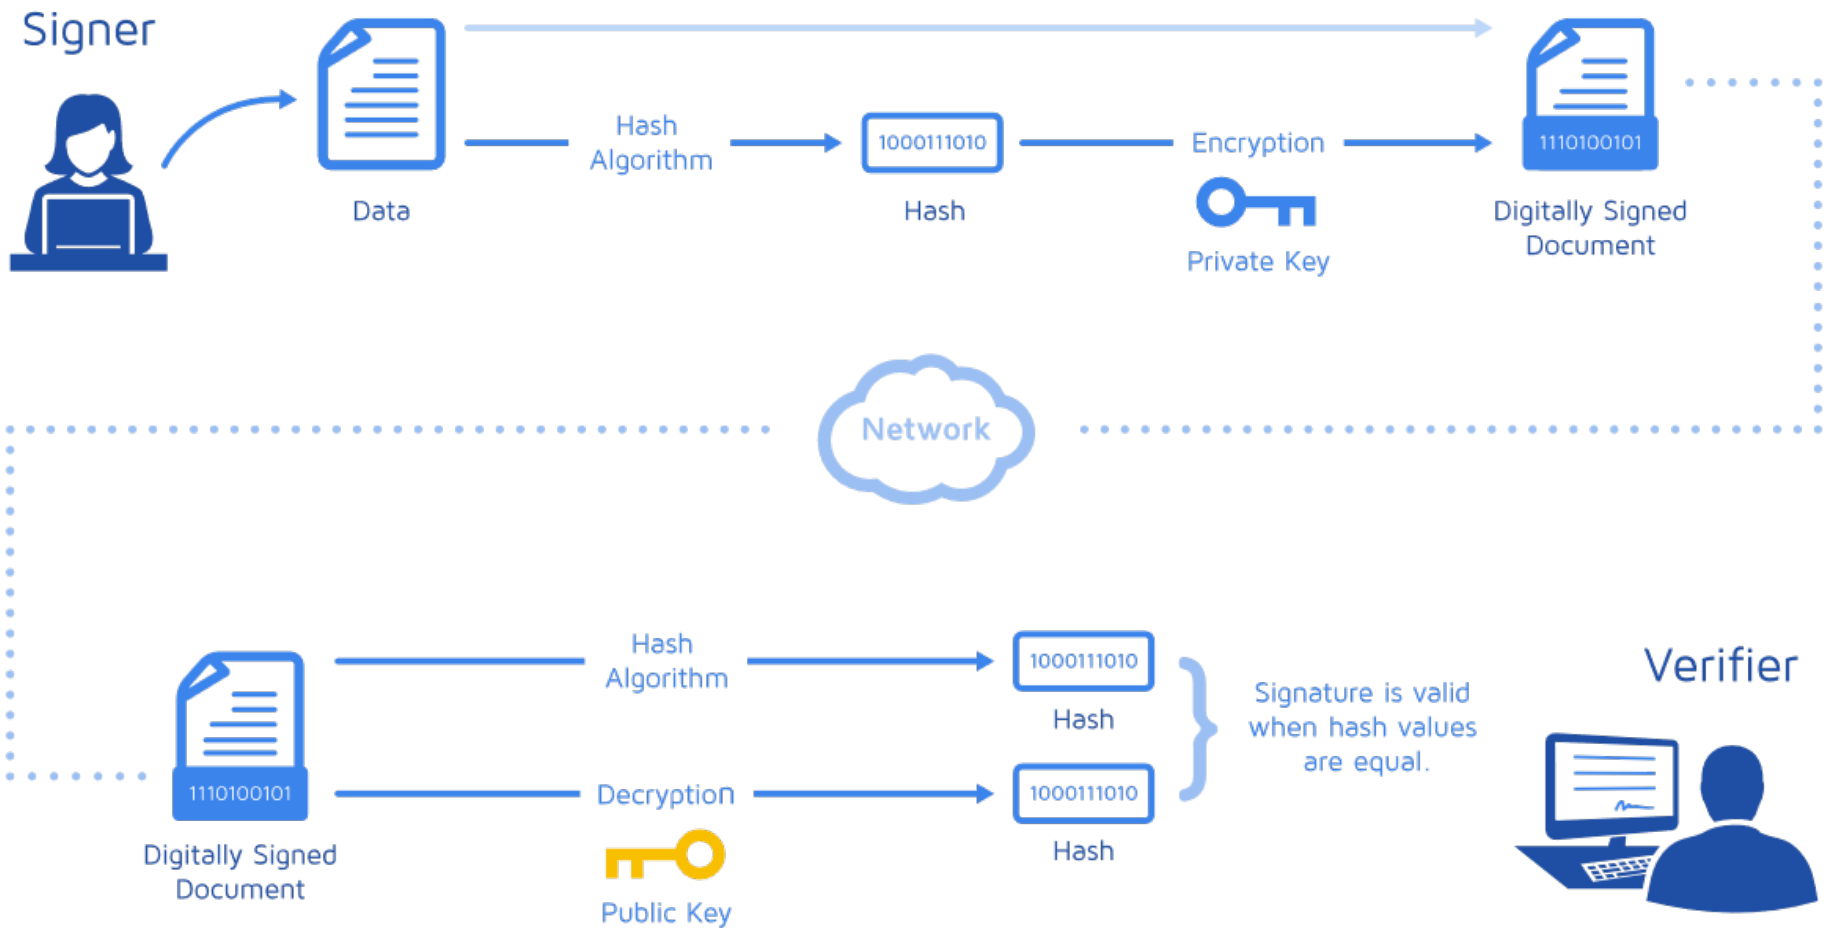 Signer
Data
Hash
Algorithm
1000111010
Hash
Encryption
Private Key
1110100101
Digitally Signed
Document
Network
1110100101
Digitally Signed
Document
Hash
Algorithm
1000111010
Hash
Decryption
Public Key
1000111010
Hash
Signature is valid
when hash values
are equal.
Verifier